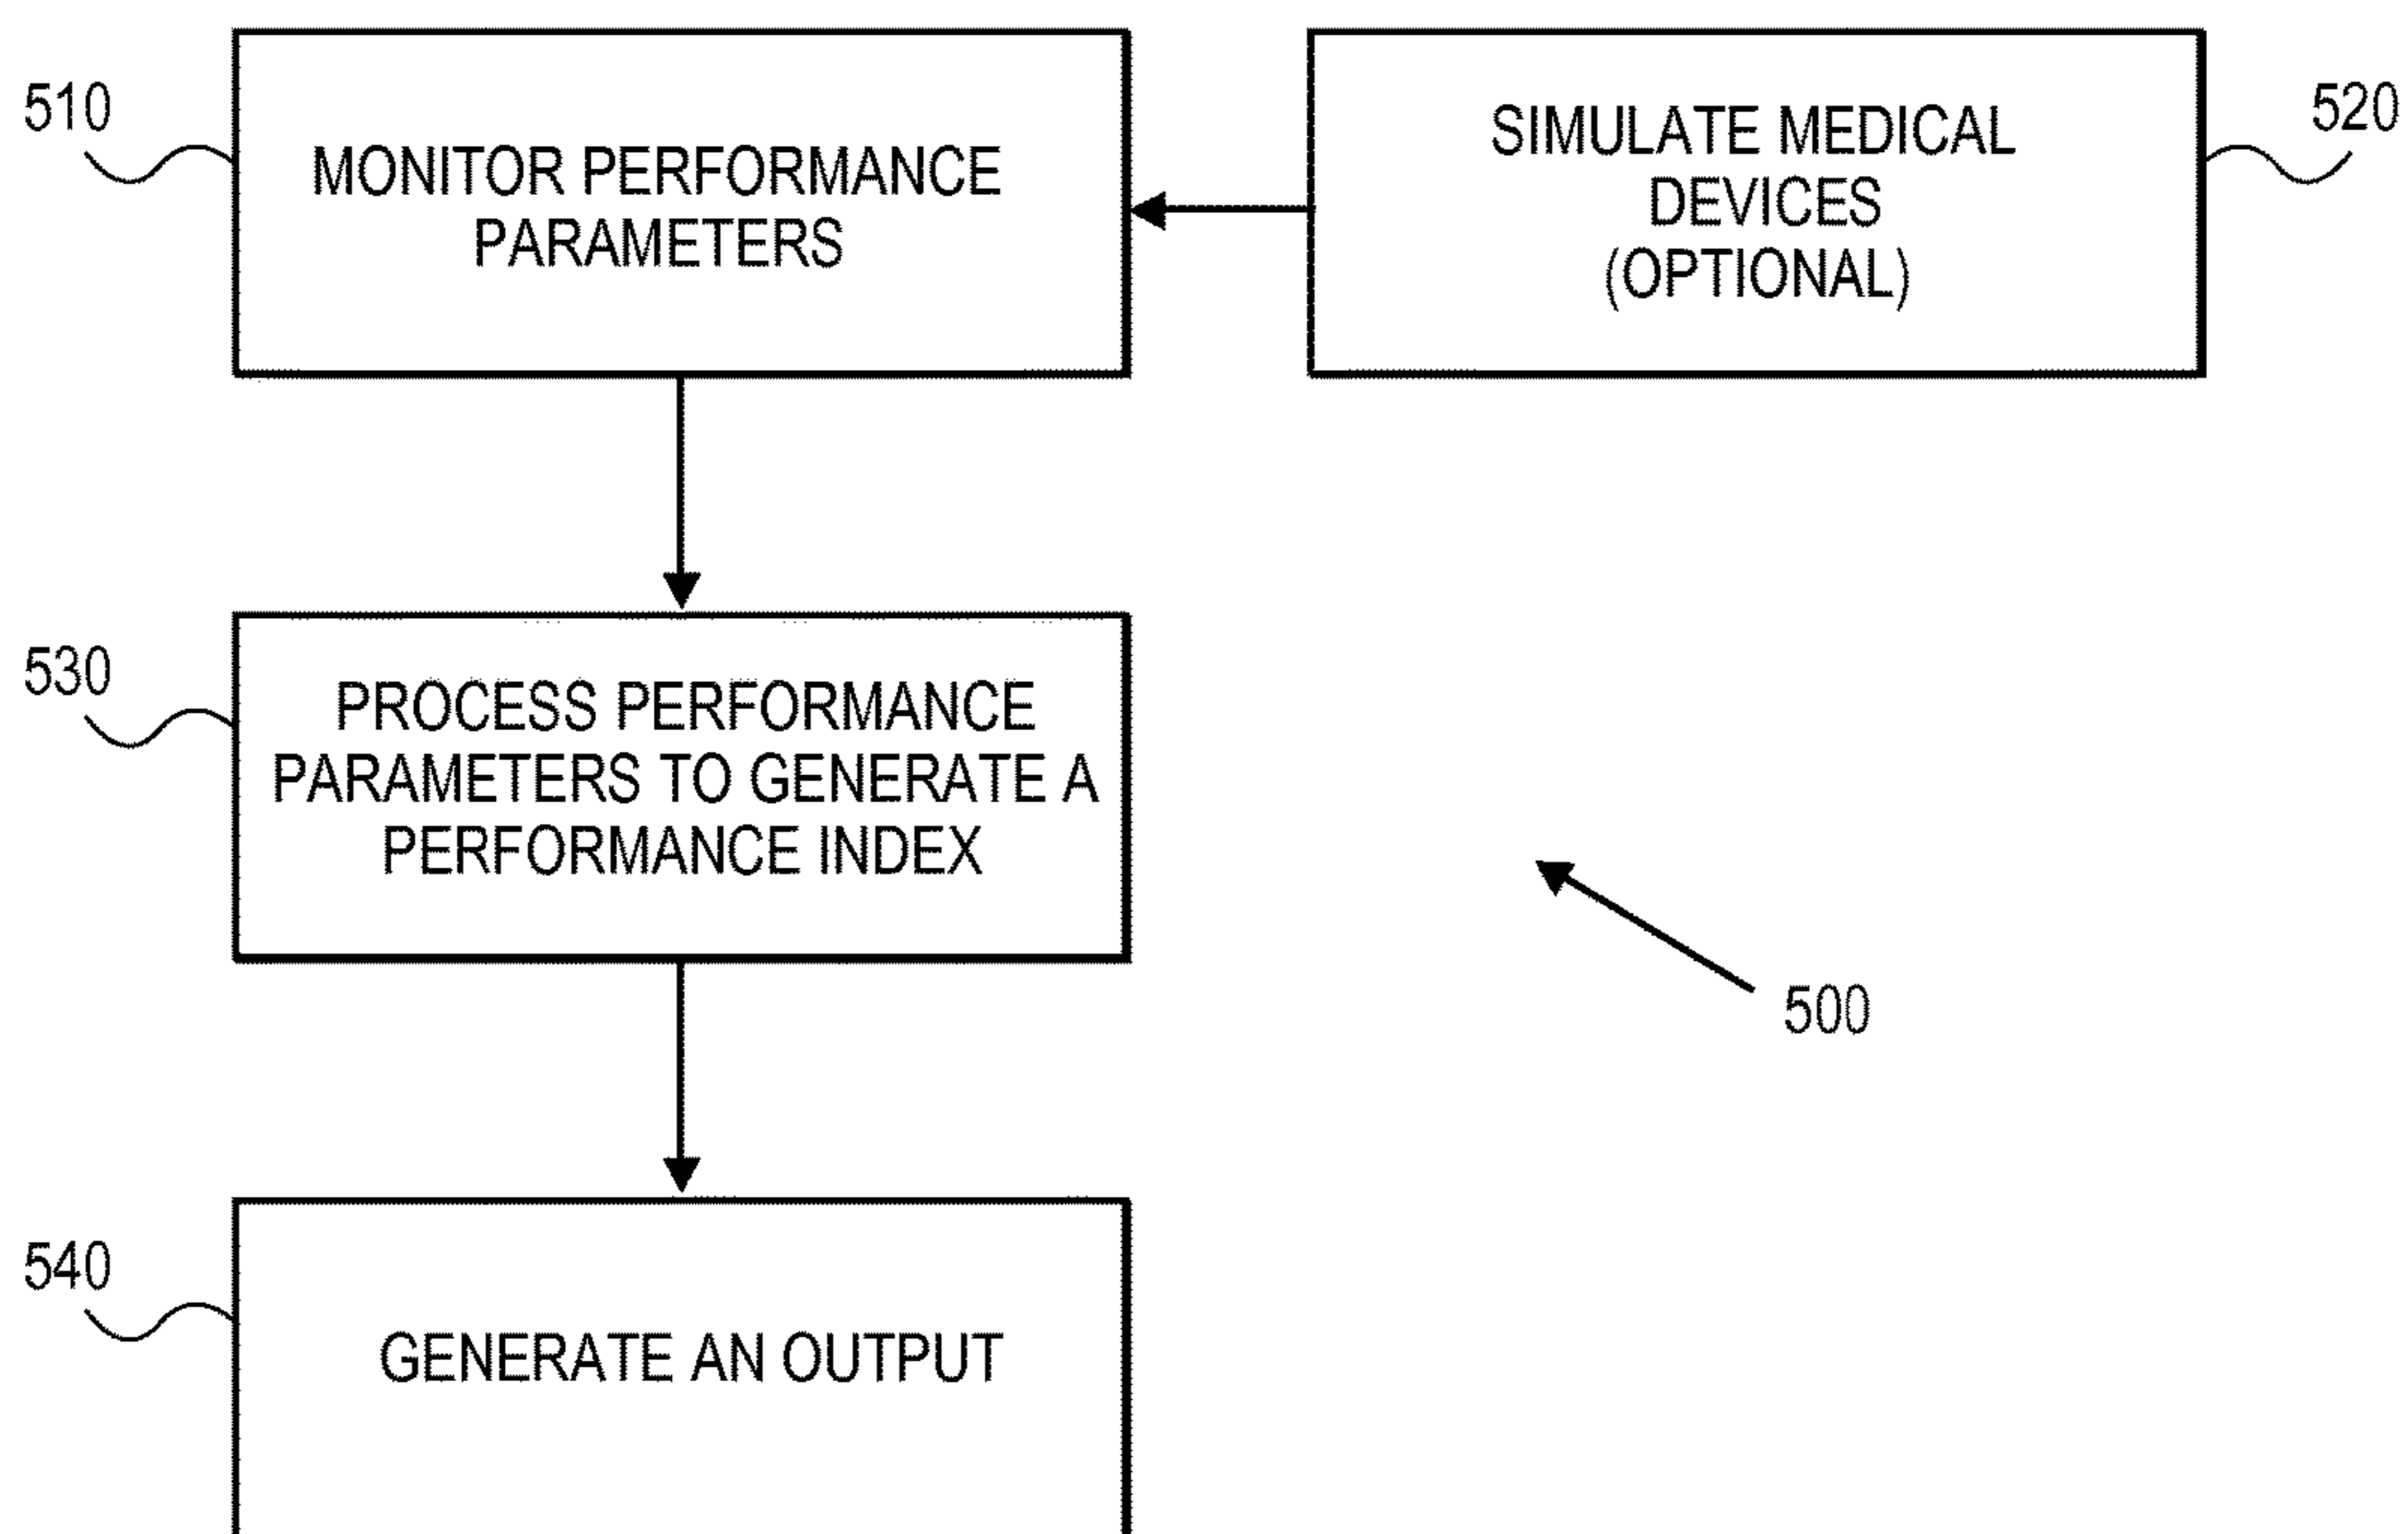 510
MONITOR PERFORMANCE
PARAMETERS
SIMULATE MEDICAL
DEVICES
(OPTIONAL)
520
530
PROCESS PERFORMANCE
PARAMETERS TO GENERATE A
PERFORMANCE INDEX
500
540
GENERATE AN OUTPUT